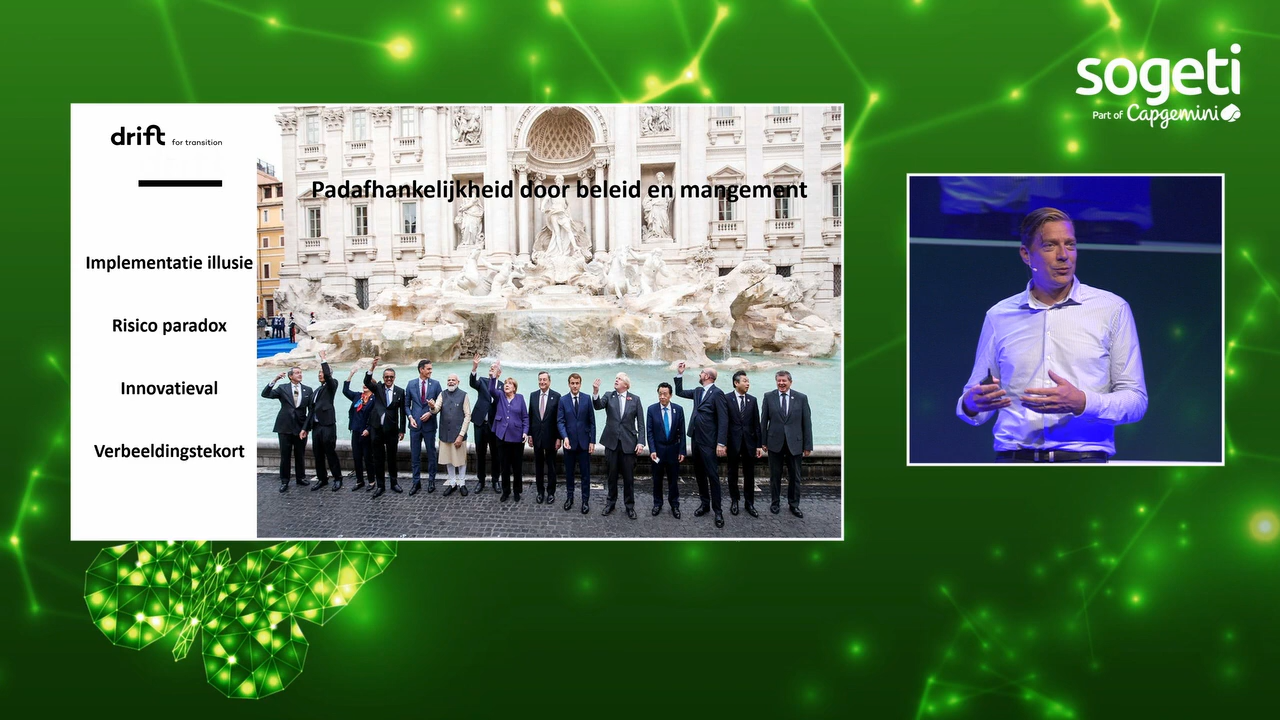 sogeti
Part of Capgemini
drift for transition
Padafhankelijkheid door beleid en mangement
Implementatie illusie
Risico paradox
Innovatieval
Verbeeldingstekort